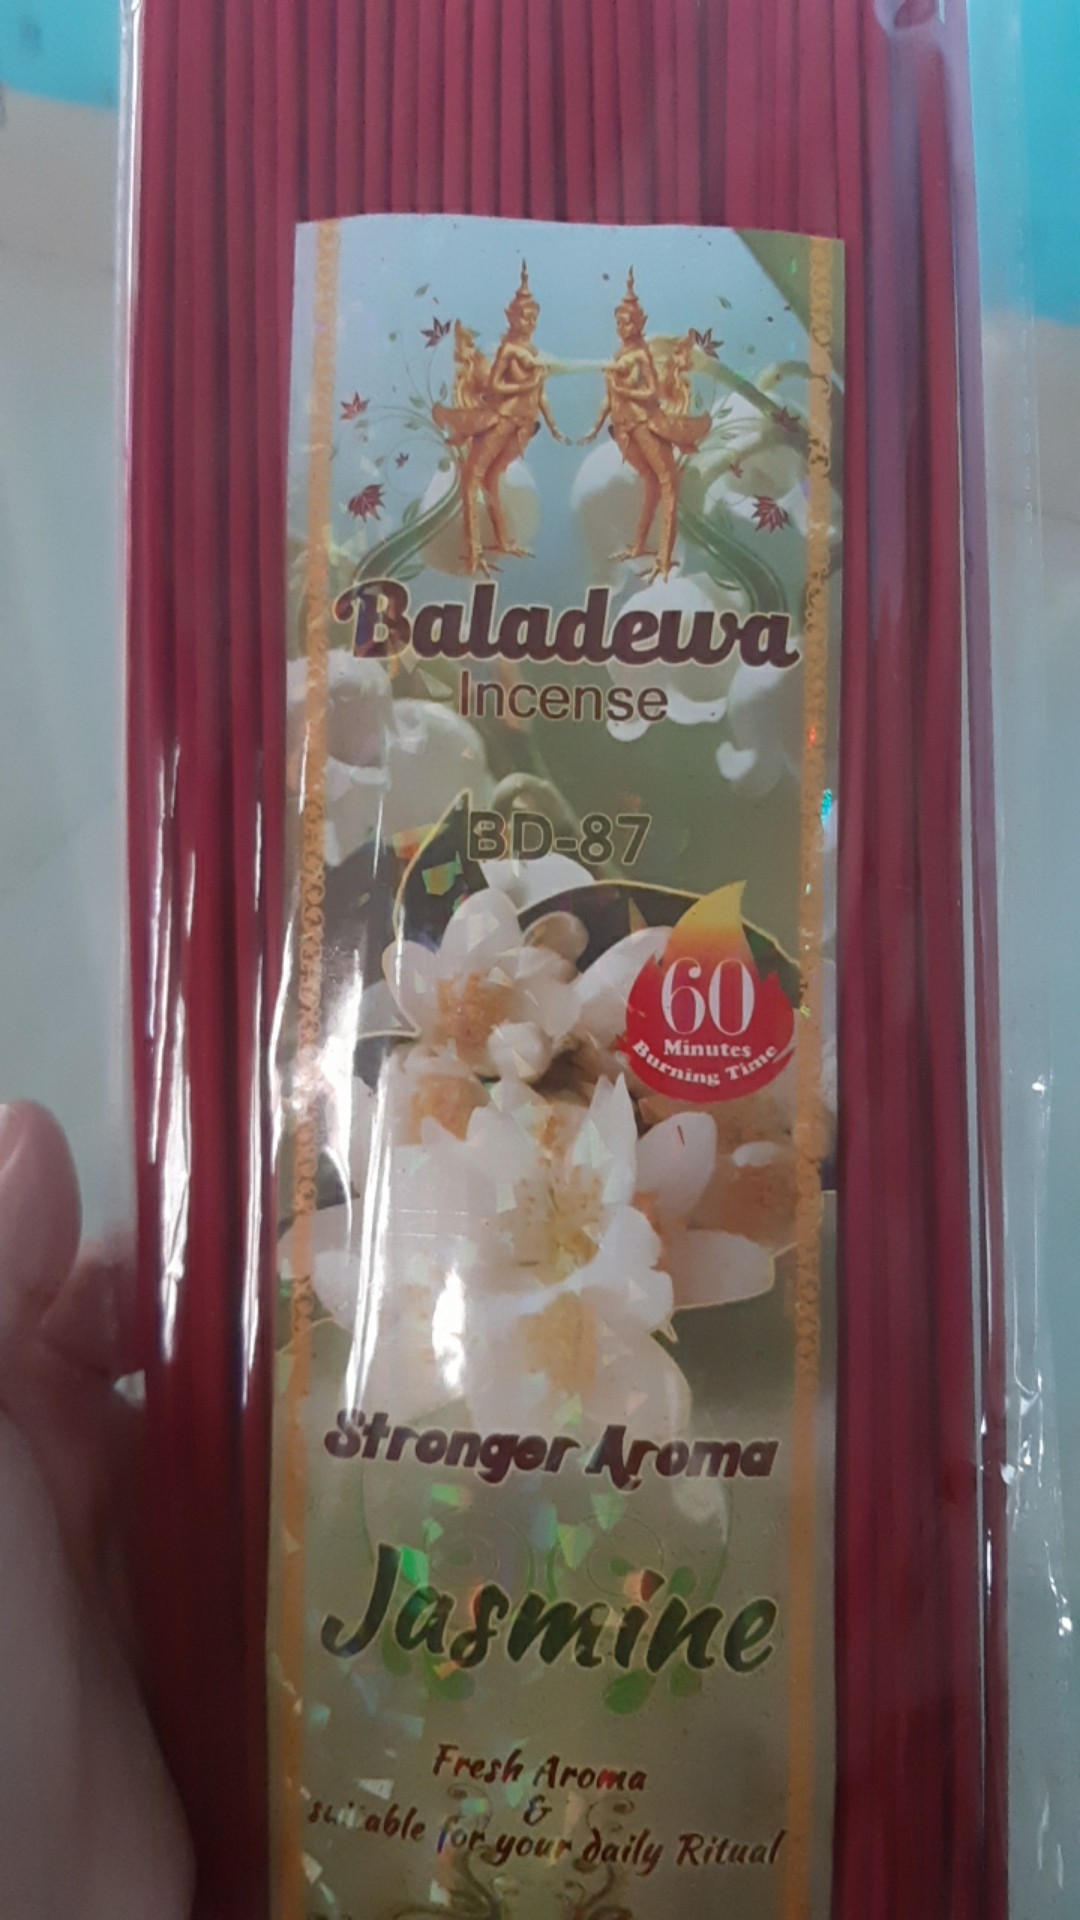 Baladewa
Incense
BD-87
60
Minutes
Burning Time
Stronger Aroma
Jasmine
Fresh Aroma
&
suitable for your daily Ritual